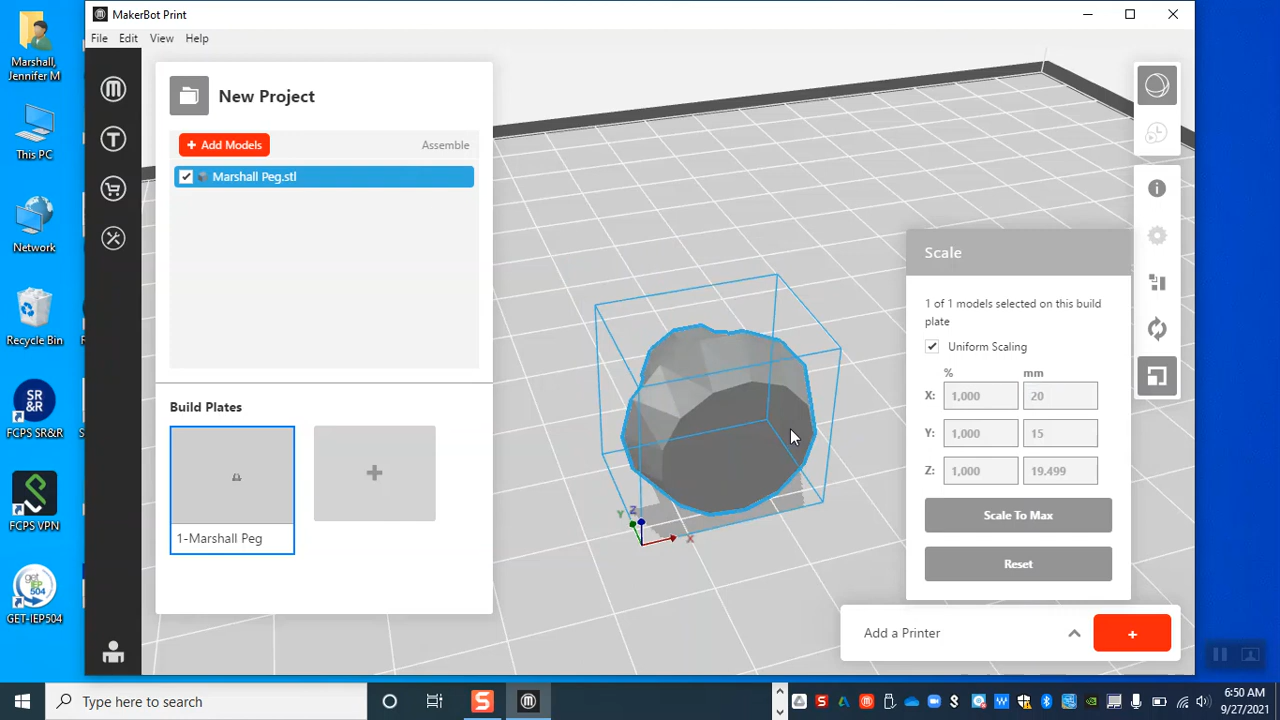 MakerBot Print
File Edit View Help
Marshall,
Jennifer M
This PC
Network
Recycle Bin
SR
&R
FCPS SR&R
FCPS VPN
get
IEP
504
GET-IEP504
New Project
+ Add Models
Assemble
Marshall Peg.stl
Build Plates
1-Marshall Peg
Scale
1 of 1 models selected on this build
plate
Uniform Scaling
% mm
X: 1,000 20
Y: 1,000 15
Z: 1,000 19.499
Scale To Max
Reset
Y Z X
Add a Printer
+
Type here to search
6:50 AM
9/27/2021